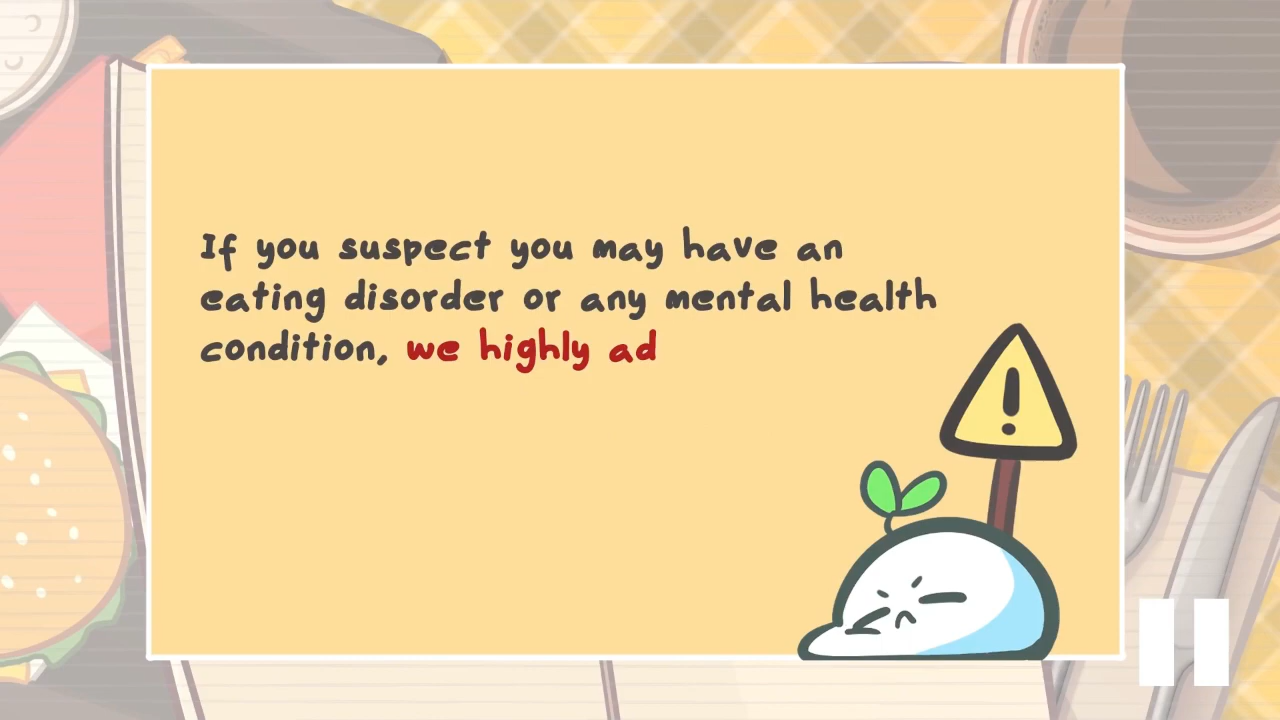 If you suspect you may have an
eating disorder or any mental health
condition, we highly ad